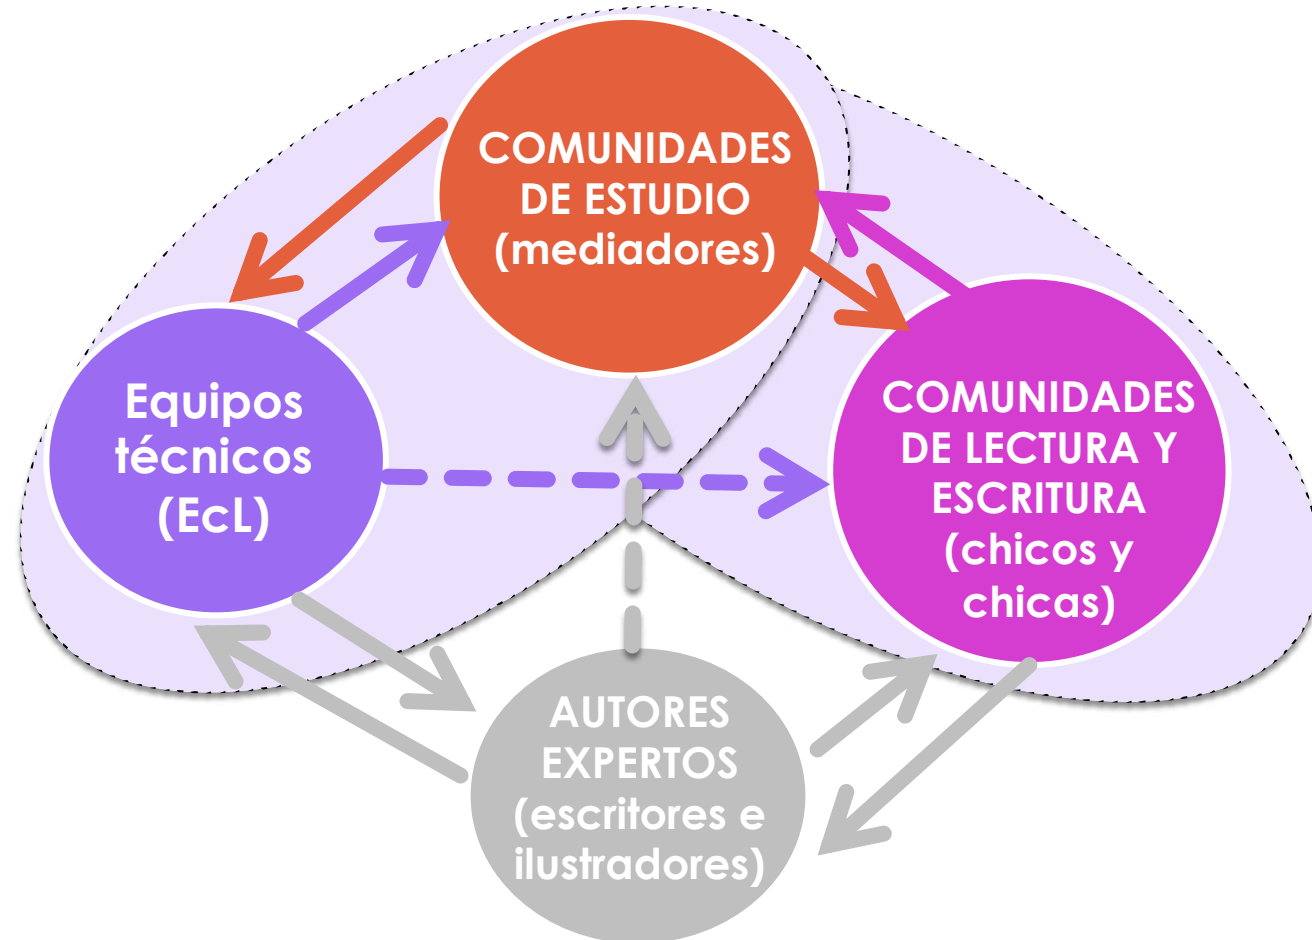 COMUNIDADES
DE ESTUDIO
(mediadores)
Equipos
técnicos
(EcL)
COMUNIDADES
DE LECTURA Y
ESCRITURA
(chicos y
chicas)
AUTORES
EXPERTOS
(escritores e
ilustradores)